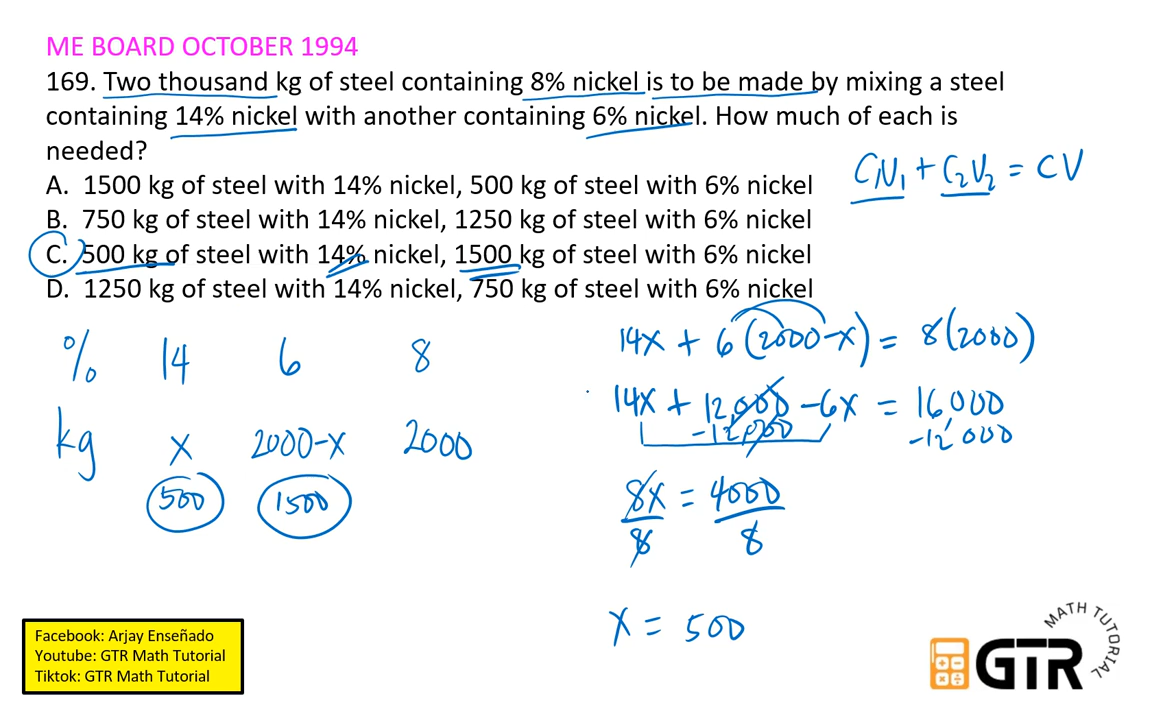 ME BOARD OCTOBER 1994
169. Two thousand kg of steel containing 8% nickel is to be made by mixing a steel
containing 14% nickel with another containing 6% nickel. How much of each is
needed?
A. 1500 kg of steel with 14% nickel, 500 kg of steel with 6% nickel
B. 750 kg of steel with 14% nickel, 1250 kg of steel with 6% nickel
C. 500 kg of steel with 14% nickel, 1500 kg of steel with 6% nickel
D. 1250 kg of steel with 14% nickel, 750 kg of steel with 6% nickel
C₁V₁ + C₂V₂ = CV
% 14 6 8
kg x 2000-x 2000
500 1500
14x + 6(2000-x) = 8(2000)
14x + 12,000 - 6x = 16,000
-12,000 -12,000
8x = 4000
8 8
x = 500
Facebook: Arjay Enseñado
Youtube: GTR Math Tutorial
Tiktok: GTR Math Tutorial
MATH TUTORIAL
GTR